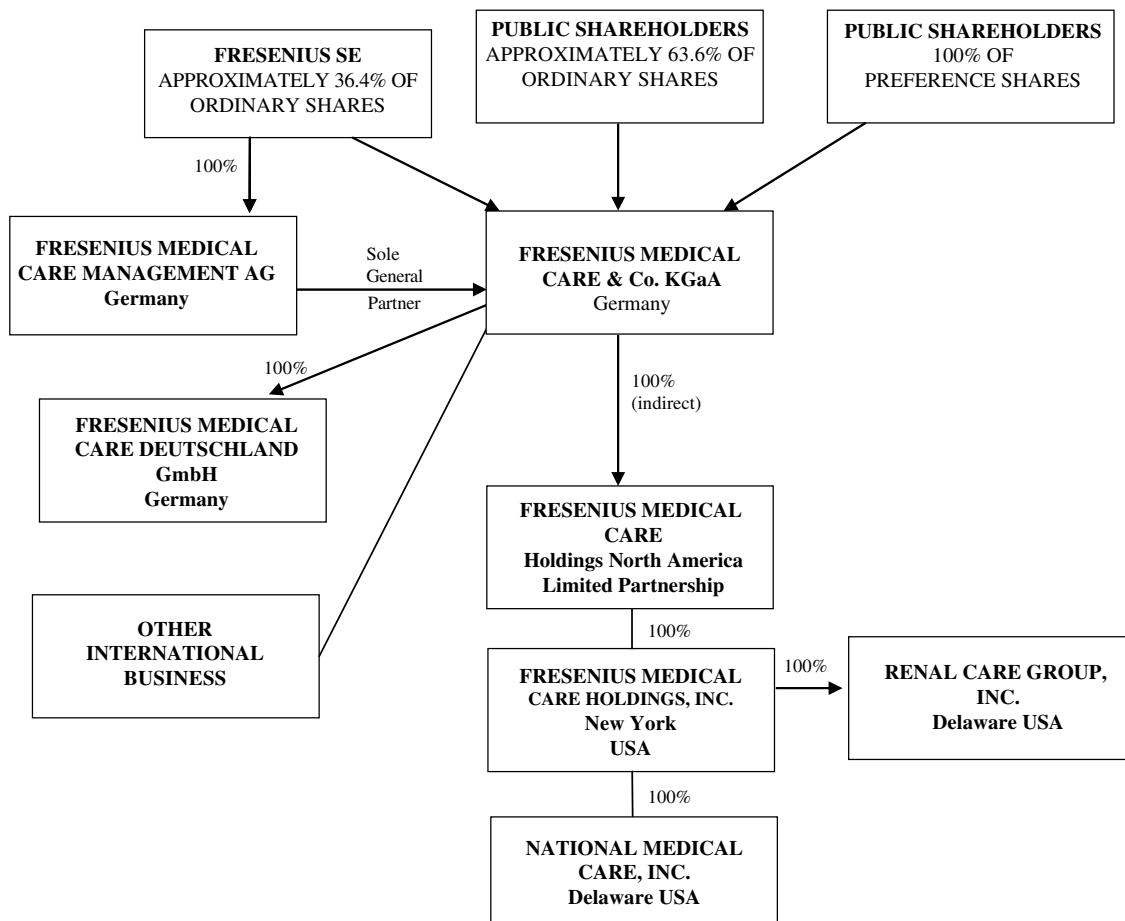 FRESENIUS SE
APPROXIMATELY 36.4% OF
ORDINARY SHARES
PUBLIC SHAREHOLDERS
APPROXIMATELY 63.6% OF
ORDINARY SHARES
PUBLIC SHAREHOLDERS
100% OF
PREFERENCE SHARES
100%
FRESENIUS MEDICAL
CARE MANAGEMENT AG
Germany
Sole
General
Partner
FRESENIUS MEDICAL
CARE & Co. KGaA
Germany
100%
FRESENIUS MEDICAL
CARE DEUTSCHLAND
GmbH
Germany
100%
(indirect)
FRESENIUS MEDICAL
CARE
Holdings North America
Limited Partnership
OTHER
INTERNATIONAL
BUSINESS
100%
FRESENIUS MEDICAL
CARE HOLDINGS, INC.
New York
USA
100%
RENAL CARE GROUP,
INC.
Delaware USA
100%
NATIONAL MEDICAL
CARE, INC.
Delaware USA